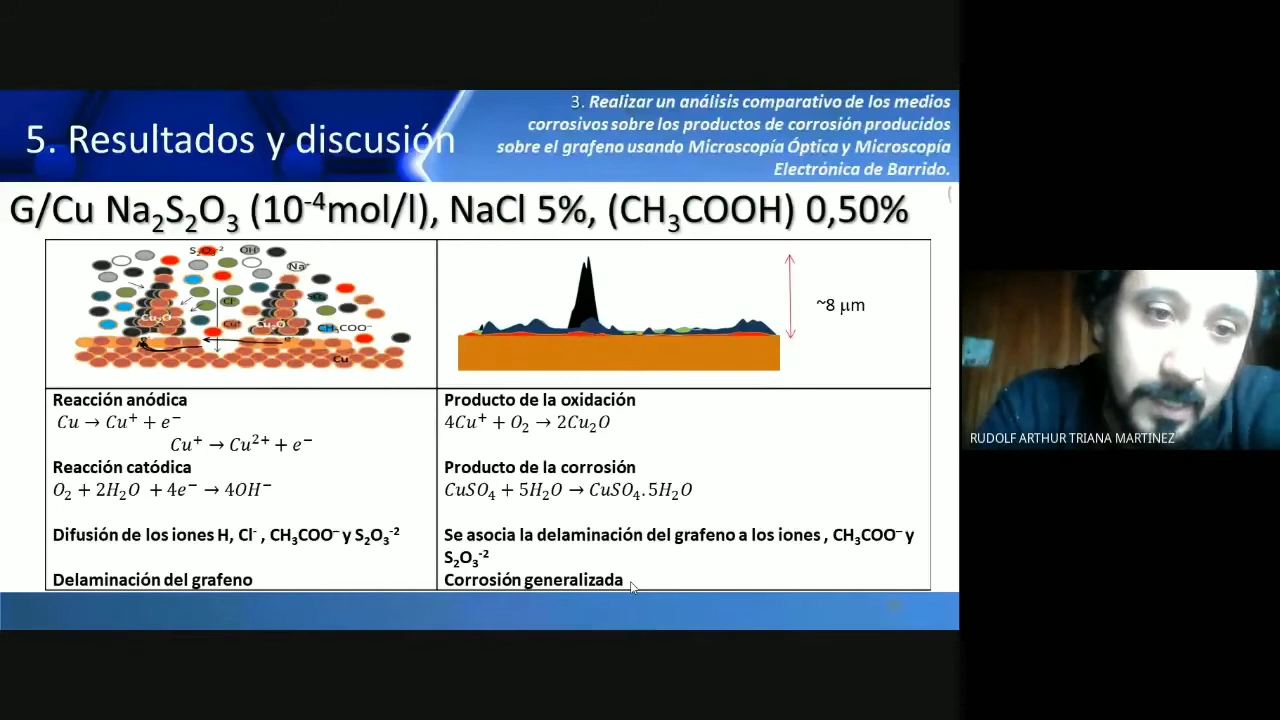 5. Resultados y discusión
3. Realizar un análisis comparativo de los medios
corrosivos sobre los productos de corrosión producidos
sobre el grafeno usando Microscopía Óptica y Microscopía
Electrónica de Barrido.
G/Cu Na₂S₂O₃ (10⁻⁴mol/l), NaCl 5%, (CH₃COOH) 0,50%
OH
Na⁺
Cl
Cu₂O
Cu⁺
CH₃COO⁻
e⁻
Cu
~8 µm
Reacción anódica
Cu → Cu⁺ + e⁻
Cu⁺ → Cu²⁺ + e⁻
Reacción catódica
O₂ + 2H₂O + 4e⁻ → 4OH⁻
Difusión de los iones H, Cl⁻ , CH₃COO⁻ y S₂O₃⁻²
Delaminación del grafeno
Producto de la oxidación
4Cu⁺ + O₂ → 2Cu₂O
Producto de la corrosión
CuSO₄ + 5H₂O → CuSO₄.5H₂O
Se asocia la delaminación del grafeno a los iones , CH₃COO⁻ y
S₂O₃⁻²
Corrosión generalizada
RUDOLF ARTHUR TRIANA MARTINEZ